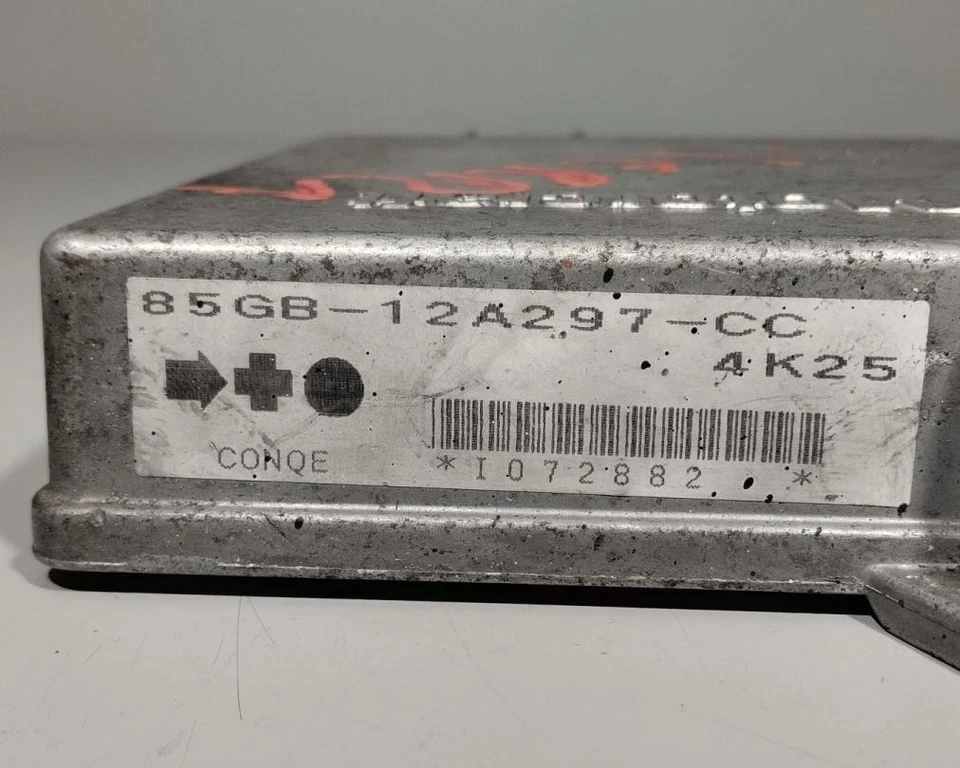 85GB-12A297-CC
4K25
CONQE
*I072882 *